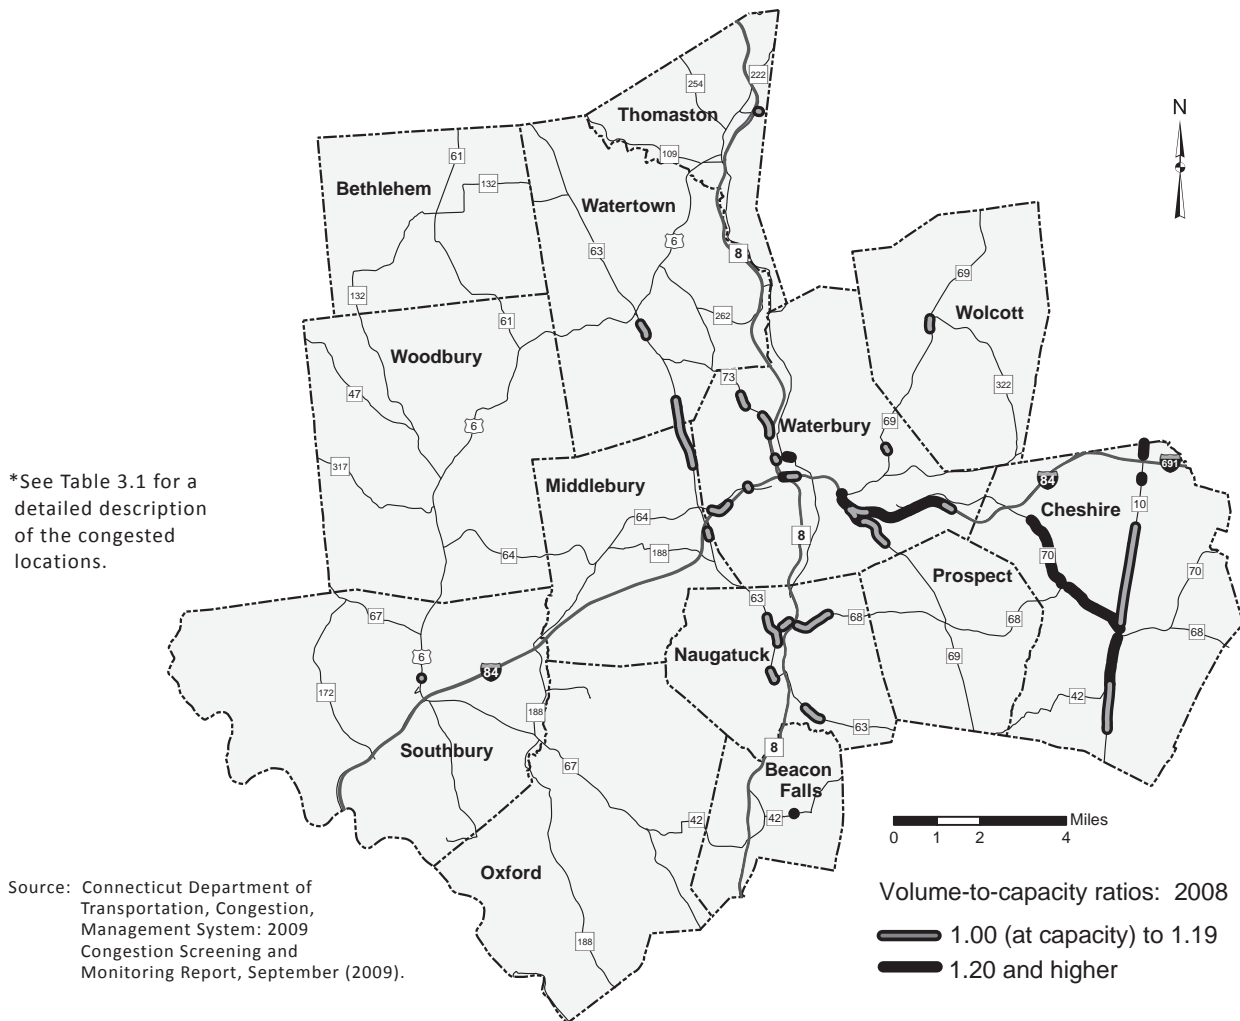 222
254
Thomaston
N
109
61
132
Bethlehem
Watertown
6
63
8
69
132
262
Wolcott
61
Woodbury
73
322
47
69
6
Waterbury
317
691
84
*See Table 3.1 for a
detailed description
of the congested
locations.
Middlebury
10
Cheshire
64
8
64
188
70
Prospect
70
63
67
68
68
68
6
Naugatuck
69
84
172
42
188
63
8
Southbury
67
Beacon
Falls
42
42
Miles
0
1
2
4
Oxford
188
Source: Connecticut Department of
Transportation, Congestion,
Management System: 2009
Congestion Screening and
Monitoring Report, September (2009).
Volume-to-capacity ratios: 2008
1.00 (at capacity) to 1.19
1.20 and higher